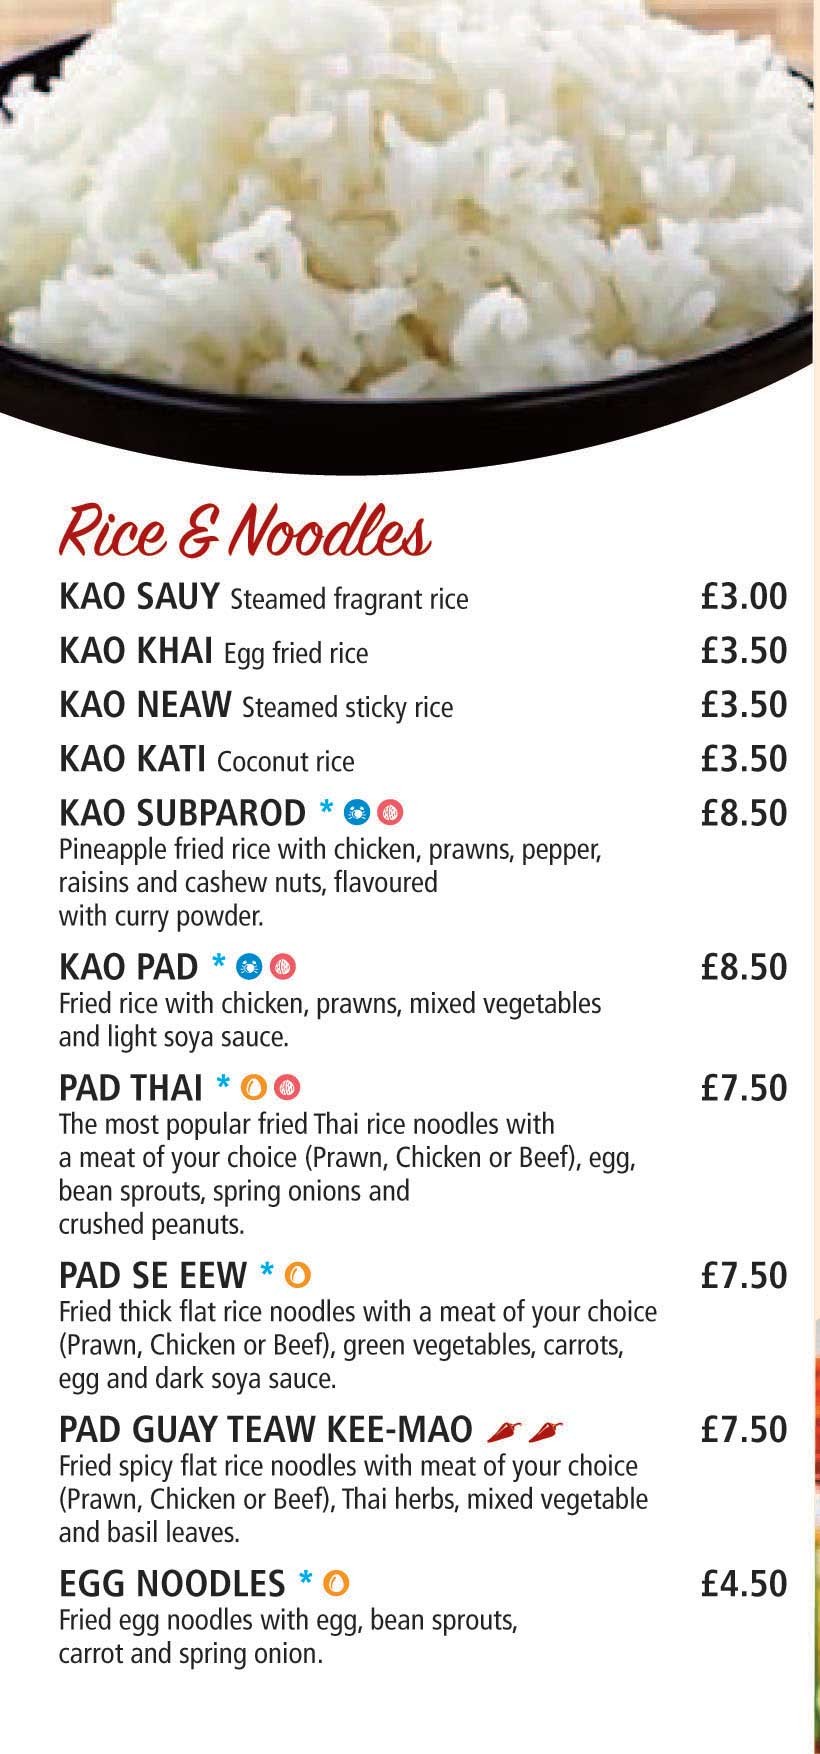 Rice & Noodles
KAO SAUY Steamed fragrant rice £3.00
KAO KHAI Egg fried rice £3.50
KAO NEAW Steamed sticky rice £3.50
KAO KATI Coconut rice £3.50
KAO SUBPAROD * £8.50
Pineapple fried rice with chicken, prawns, pepper,
raisins and cashew nuts, flavoured
with curry powder.
KAO PAD * £8.50
Fried rice with chicken, prawns, mixed vegetables
and light soya sauce.
PAD THAI * £7.50
The most popular fried Thai rice noodles with
a meat of your choice (Prawn, Chicken or Beef), egg,
bean sprouts, spring onions and
crushed peanuts.
PAD SE EEW * £7.50
Fried thick flat rice noodles with a meat of your choice
(Prawn, Chicken or Beef), green vegetables, carrots,
egg and dark soya sauce.
PAD GUAY TEAW KEE-MAO £7.50
Fried spicy flat rice noodles with meat of your choice
(Prawn, Chicken or Beef), Thai herbs, mixed vegetable
and basil leaves.
EGG NOODLES * £4.50
Fried egg noodles with egg, bean sprouts,
carrot and spring onion.